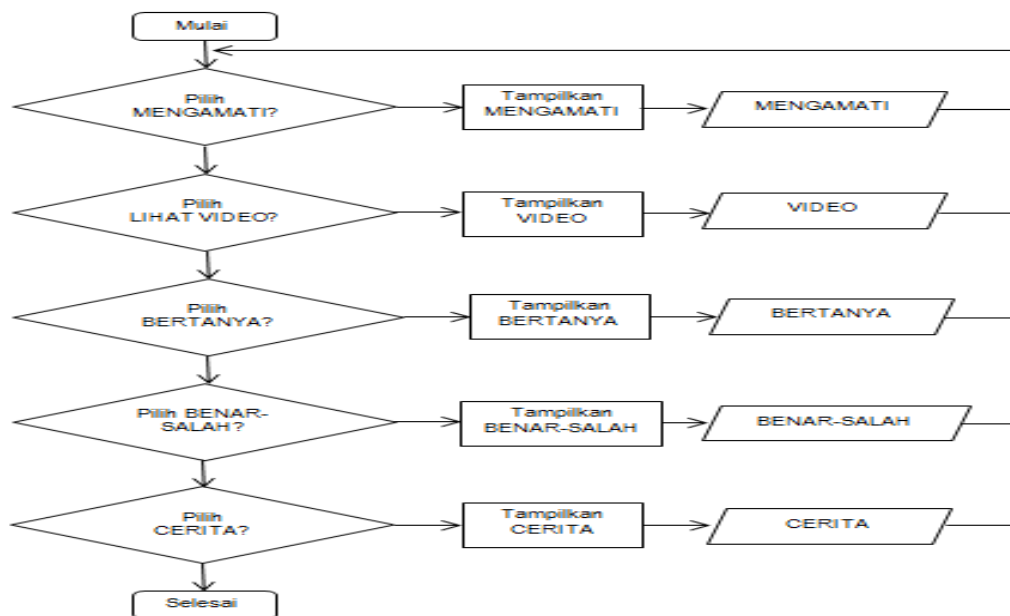 Mulai
Pilih
MENGAMATI?
Tampilkan
MENGAMATI
MENGAMATI
Pilih
LIHAT VIDEO?
Tampilkan
VIDEO
VIDEO
Pilih
BERTANYA?
Tampilkan
BERTANYA
BERTANYA
Pilih BENAR-
SALAH?
Tampilkan
BENAR-SALAH
BENAR-SALAH
Pilih
CERITA?
Tampilkan
CERITA
CERITA
Selesai